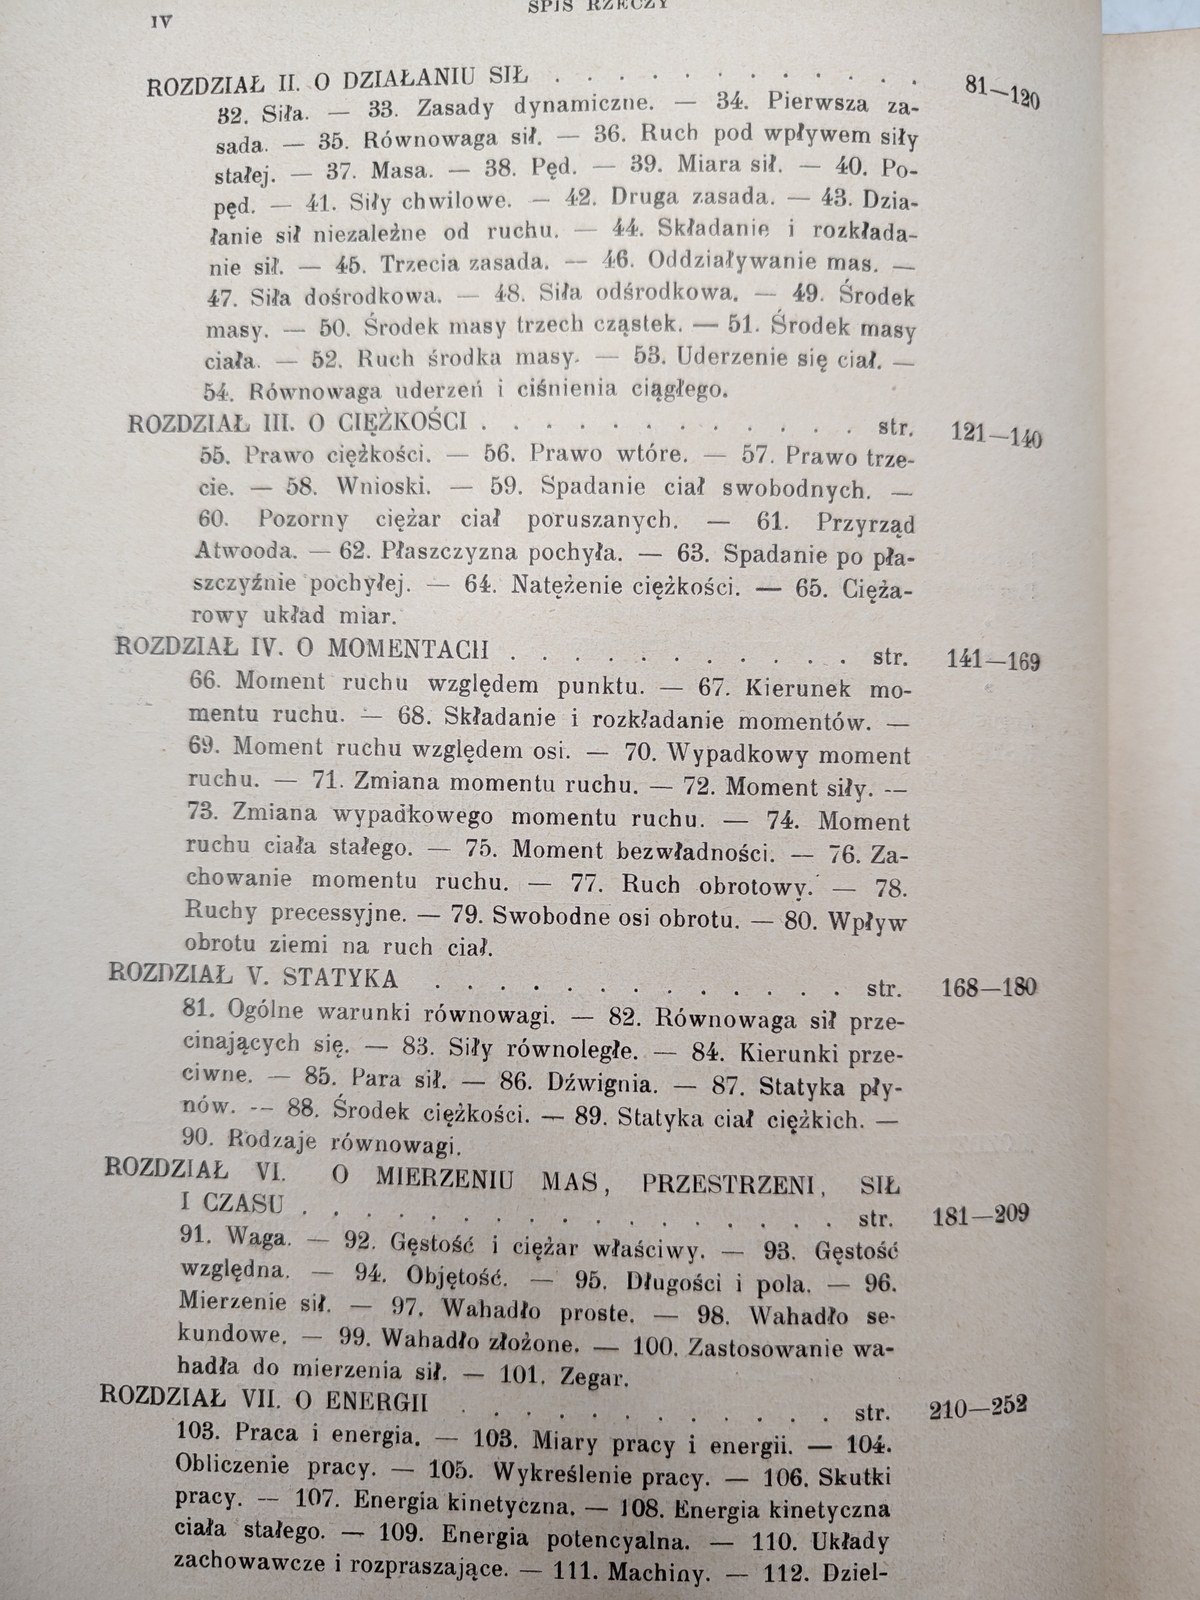 IV
SPIS RZECZY
ROZDZIAŁ II. O DZIAŁANIU SIŁ . . . . . . . . . . . . 81—120
32. Siła. — 33. Zasady dynamiczne. — 34. Pierwsza za-
sada. — 35. Równowaga sił. — 36. Ruch pod wpływem siły
stałej. — 37. Masa. — 38. Pęd. — 39. Miara sił. — 40. Po-
pęd. — 41. Siły chwilowe. — 42. Druga zasada. — 43. Dzia-
łanie sił niezależne od ruchu. — 44. Składanie i rozkłada-
nie sił. — 45. Trzecia zasada. — 46. Oddziaływanie mas. —
47. Siła dośrodkowa. — 48. Siła odśrodkowa. — 49. Środek
masy. — 50. Środek masy trzech cząstek. — 51. Środek masy
ciała. — 52. Ruch środka masy. — 53. Uderzenie się ciał. —
54. Równowaga uderzeń i ciśnienia ciągłego.
ROZDZIAŁ III. O CIĘŻKOŚCI . . . . . . . . . . . . str. 121—140
55. Prawo ciężkości. — 56. Prawo wtóre. — 57. Prawo trze-
cie. — 58. Wnioski. — 59. Spadanie ciał swobodnych. —
60. Pozorny ciężar ciał poruszanych. — 61. Przyrząd
Atwooda. — 62. Płaszczyzna pochyła. — 63. Spadanie po pła-
szczyźnie pochyłej. — 64. Natężenie ciężkości. — 65. Cięża-
rowy układ miar.
ROZDZIAŁ IV. O MOMENTACH . . . . . . . . . . . str. 141—169
66. Moment ruchu względem punktu. — 67. Kierunek mo-
mentu ruchu. — 68. Składanie i rozkładanie momentów. —
69. Moment ruchu względem osi. — 70. Wypadkowy moment
ruchu. — 71. Zmiana momentu ruchu. — 72. Moment siły. —
73. Zmiana wypadkowego momentu ruchu. — 74. Moment
ruchu ciała stałego. — 75. Moment bezwładności. — 76. Za-
chowanie momentu ruchu. — 77. Ruch obrotowy. — 78.
Ruchy precessyjne. — 79. Swobodne osi obrotu. — 80. Wpływ
obrotu ziemi na ruch ciał.
ROZDZIAŁ V. STATYKA . . . . . . . . . . . . . str. 168—180
81. Ogólne warunki równowagi. — 82. Równowaga sił prze-
cinających się. — 83. Siły równoległe. — 84. Kierunki prze-
ciwne. — 85. Para sił. — 86. Dźwignia. — 87. Statyka pły-
nów. -- 88. Środek ciężkości. — 89. Statyka ciał ciężkich. —
90. Rodzaje równowagi.
ROZDZIAŁ VI. O MIERZENIU MAS, PRZESTRZENI, SIŁ
I CZASU . . . . . . . . . . . . . . . . . str. 181—209
91. Waga. — 92. Gęstość i ciężar właściwy. — 93. Gęstość
względna. — 94. Objętość. — 95. Długości i pola. — 96.
Mierzenie sił. — 97. Wahadło proste. — 98. Wahadło se-
kundowe. — 99. Wahadło złożone. — 100. Zastosowanie wa-
hadła do mierzenia sił. — 101. Zegar.
ROZDZIAŁ VII. O ENERGII . . . . . . . . . . . . str. 210—252
103. Praca i energia. — 103. Miary pracy i energii. — 104.
Obliczenie pracy. — 105. Wykreślenie pracy. — 106. Skutki
pracy. — 107. Energia kinetyczna. — 108. Energia kinetyczna
ciała stałego. — 109. Energia potencyalna. — 110. Układy
zachowawcze i rozpraszające. — 111. Machiny. — 112. Dziel-